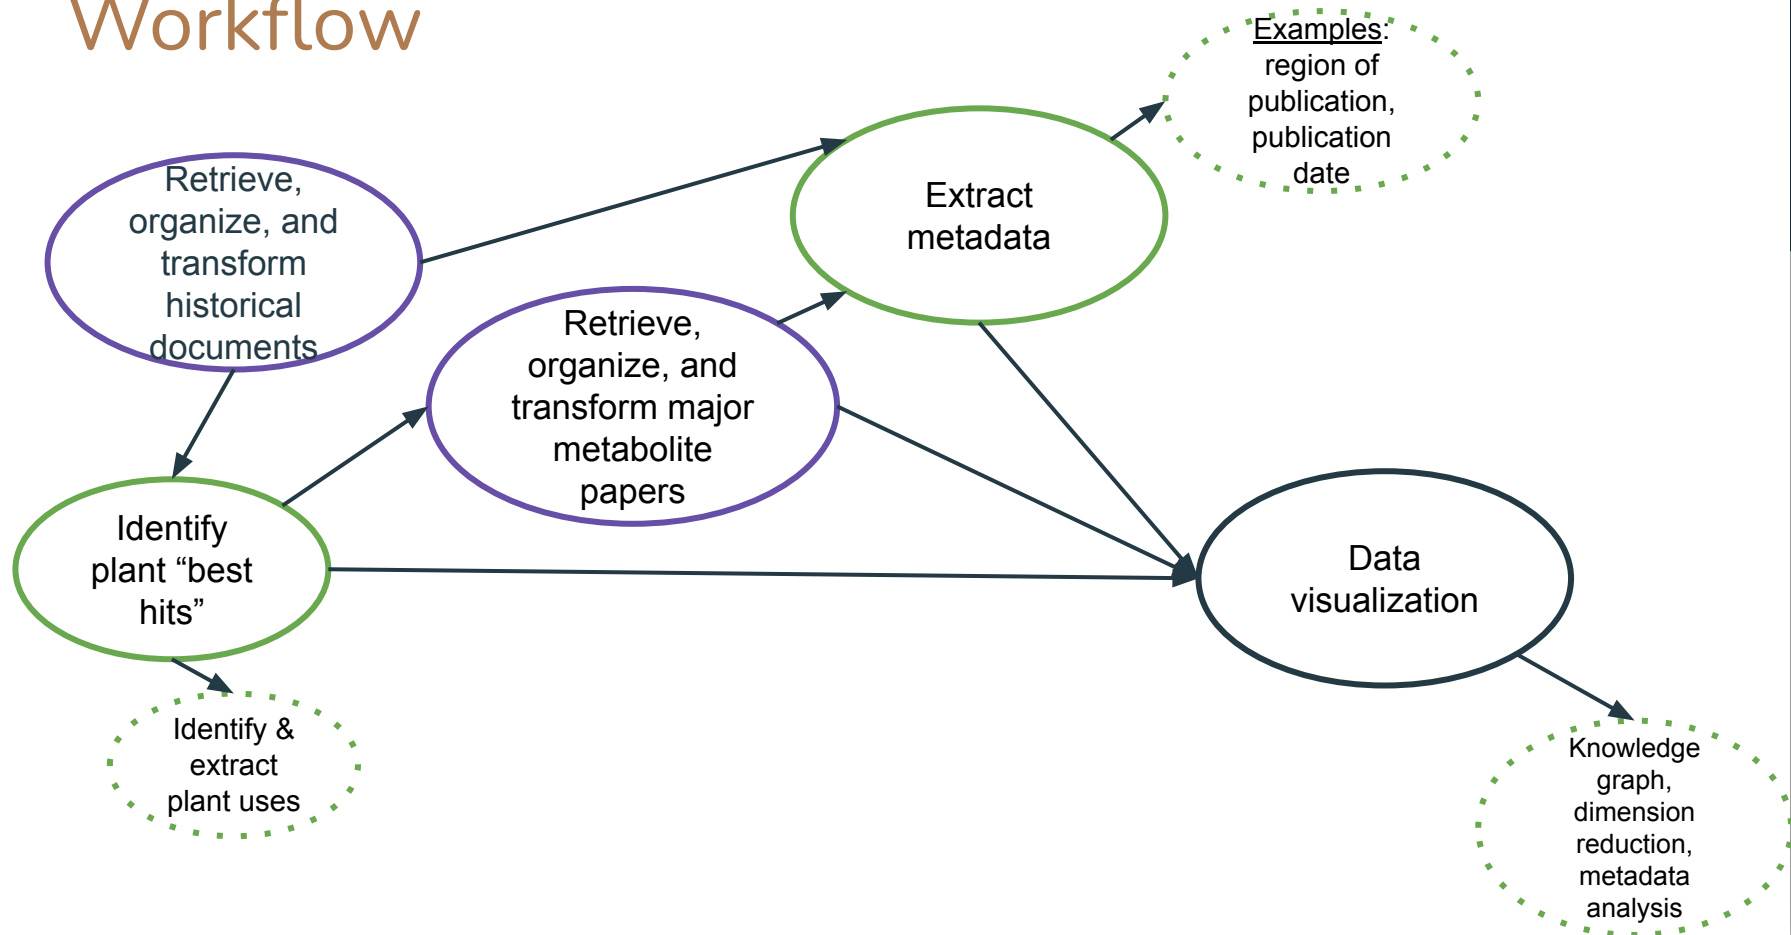 Workflow
Examples:
region of
publication,
publication
date
Retrieve,
organize, and
transform
historical
documents
Extract
metadata
Retrieve,
organize, and
transform major
metabolite
papers
Identify
plant “best
hits”
Data
visualization
Identify &
extract
plant uses
Knowledge
graph,
dimension
reduction,
metadata
analysis